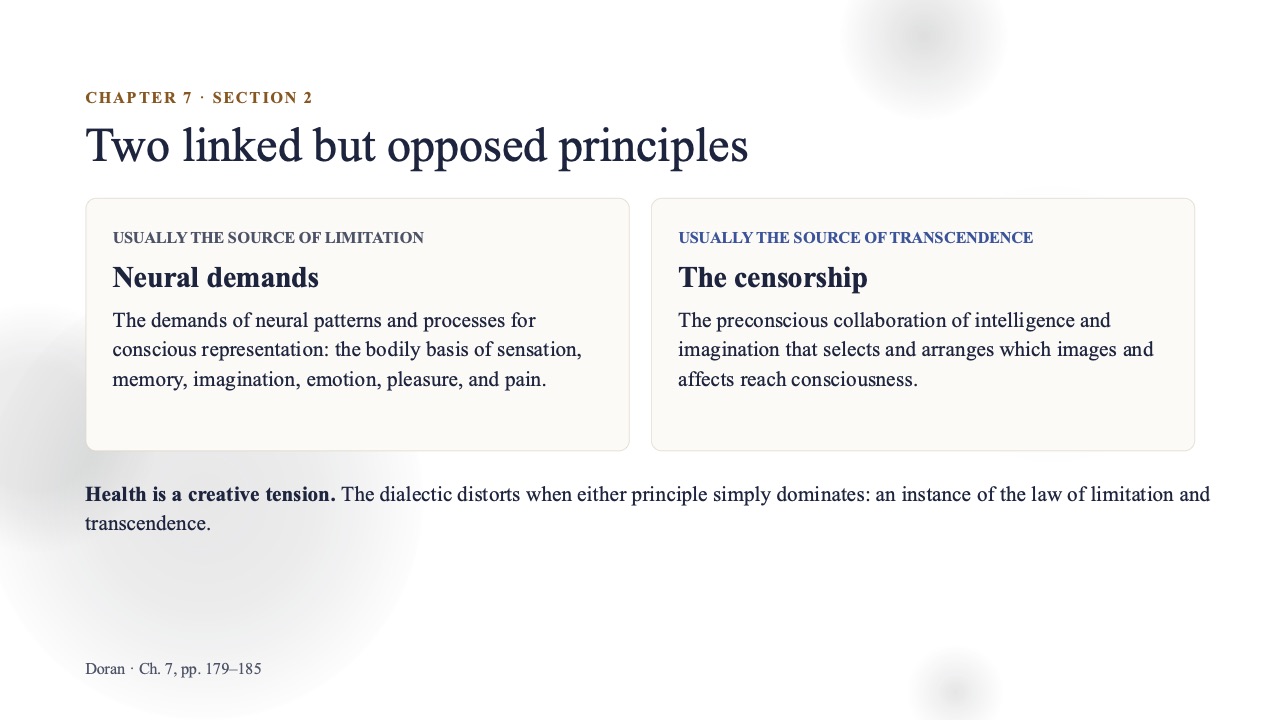 CHAPTER 7 · SECTION 2
Two linked but opposed principles
USUALLY THE SOURCE OF LIMITATION
Neural demands
The demands of neural patterns and processes for
conscious representation: the bodily basis of sensation,
memory, imagination, emotion, pleasure, and pain.
USUALLY THE SOURCE OF TRANSCENDENCE
The censorship
The preconscious collaboration of intelligence and
imagination that selects and arranges which images and
affects reach consciousness.
Health is a creative tension. The dialectic distorts when either principle simply dominates: an instance of the law of limitation and
transcendence.
Doran · Ch. 7, pp. 179–185